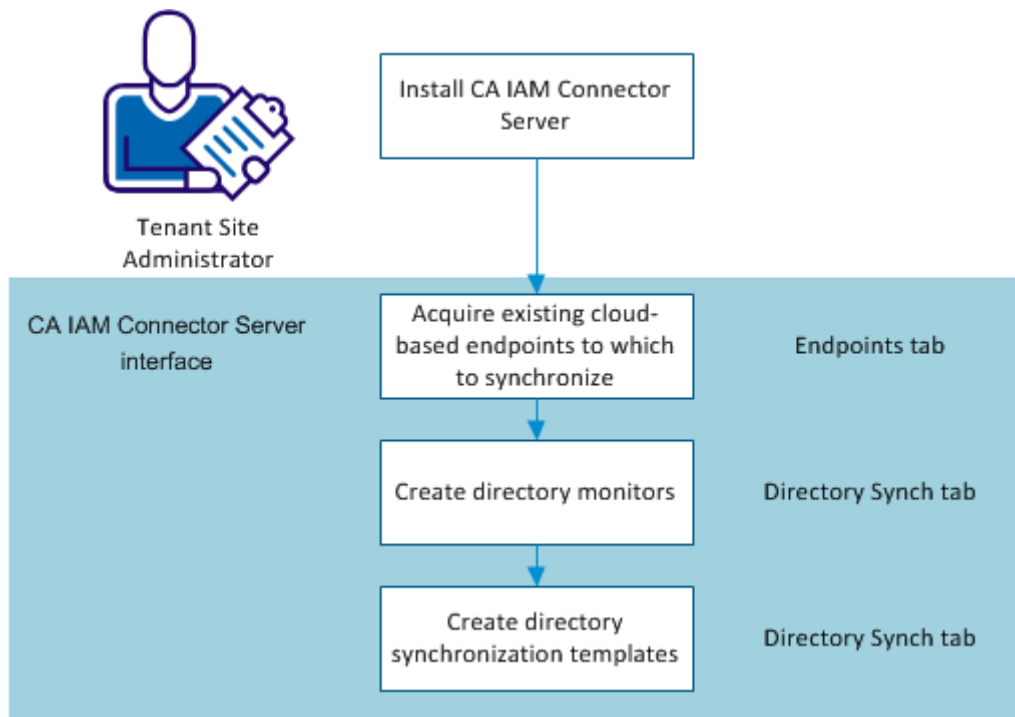 Install CA IAM Connector
Server
Tenant Site
Administrator
CA IAM Connector Server
interface
Acquire existing cloud-
based endpoints to which
to synchronize
Endpoints tab
Create directory monitors
Directory Synch tab
Create directory
synchronization templates
Directory Synch tab